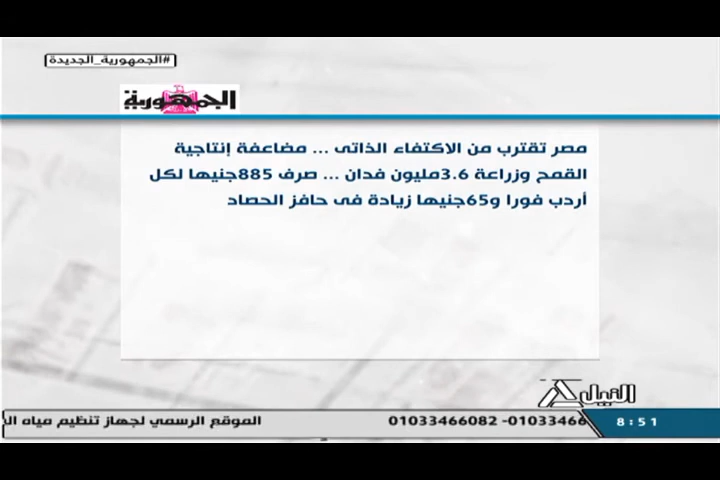 #الجمهورية_الجديدة
الجمهورية
مصر تقترب من الاكتفاء الذاتى ... مضاعفة إنتاجية
القمح وزراعة 3.6مليون فدان ... صرف 885جنيها لكل
أردب فورا و65جنيها زيادة فى حافز الحصاد
النيل
8:51
01033466082 -01033466
الموقع الرسمي لجهاز تنظيم مياه